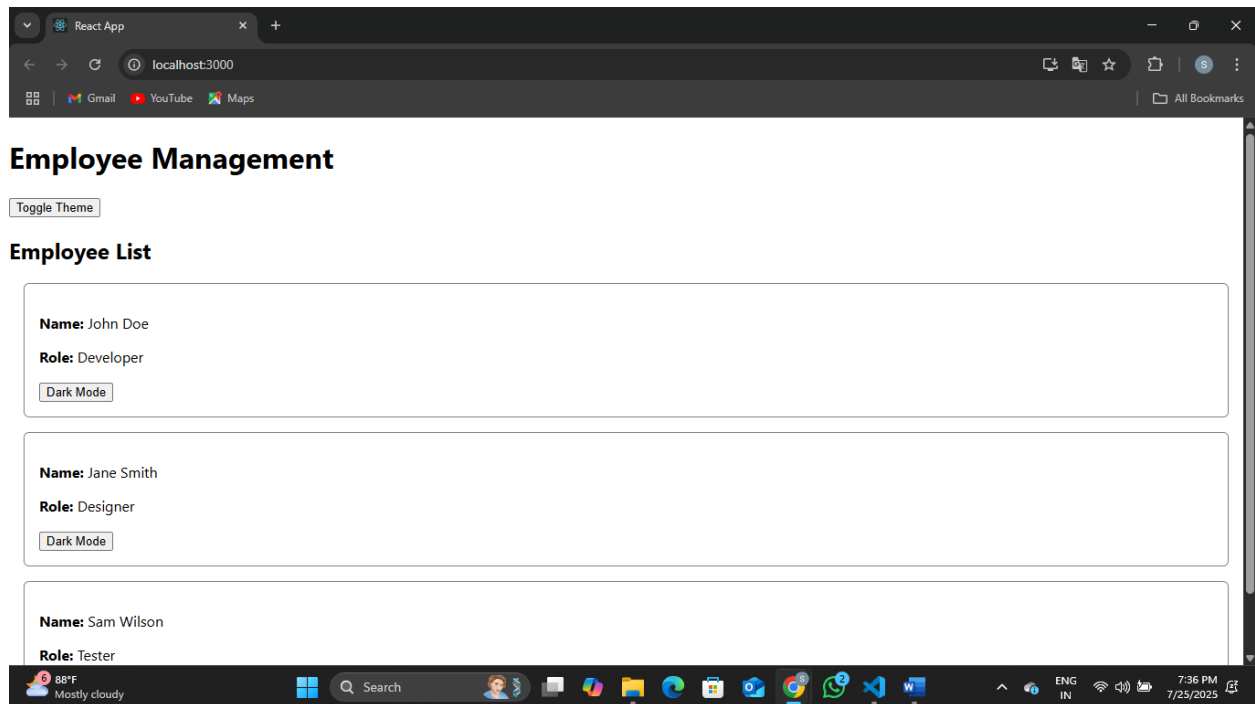 React App
localhost:3000
S
Gmail YouTube Maps All Bookmarks
Employee Management
Toggle Theme
Employee List
Name: John Doe
Role: Developer
Dark Mode
Name: Jane Smith
Role: Designer
Dark Mode
Name: Sam Wilson
Role: Tester
6 88°F
Mostly cloudy
Search
S
2
ENG
IN
7:36 PM
7/25/2025